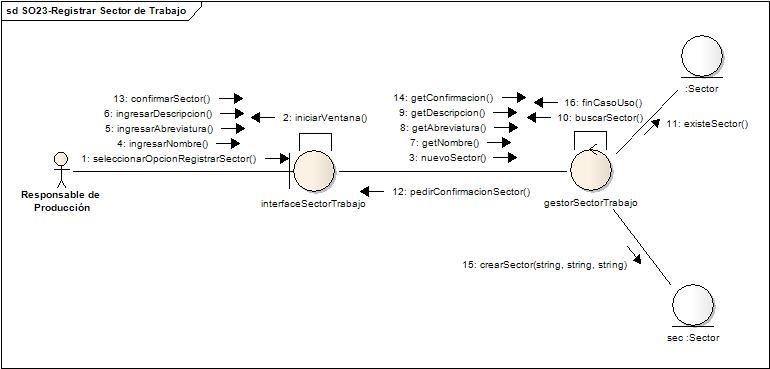 sd SO23-Registrar Sector de Trabajo
:Sector
13: confirmarSector()
6: ingresarDescripcion()
5: ingresarAbreviatura()
4: ingresarNombre()
1: seleccionarOpcionRegistrarSector()
2: iniciarVentana()
14: getConfirmacion()
9: getDescripcion()
8: getAbreviatura()
7: getNombre()
3: nuevoSector()
16: finCasoUso()
10: buscarSector()
11: existeSector()
12: pedirConfirmacionSector()
Responsable de
Producción
interfaceSectorTrabajo
gestorSectorTrabajo
15: crearSector(string, string, string)
sec :Sector